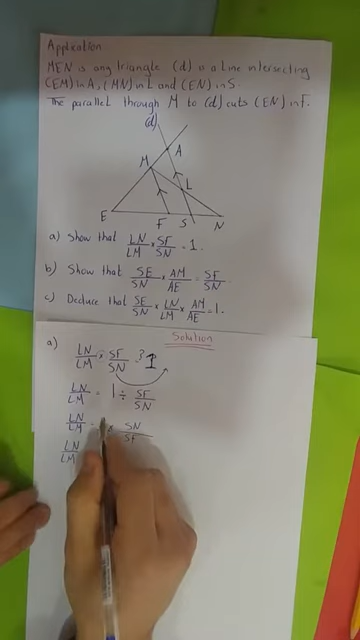 Application
MEN is any triangle (d) is a line intersecting
(EM) in A, (MN) in L and (EN) in S.
The parallel through M to (d) cuts (EN) in F.
(d)
A
M
L
E
F
S
N
a) Show that LN/LM × SF/SN = 1.
b) Show that SE/SN × AM/AE = SF/SN.
c) Deduce that SE/SN × LN/LM × AM/AE = 1.
Solution
a)
LN/LM × SF/SN ? 1
LN/LM = 1 ÷ SF/SN
LN/LM = × SN/SF
LN/LM